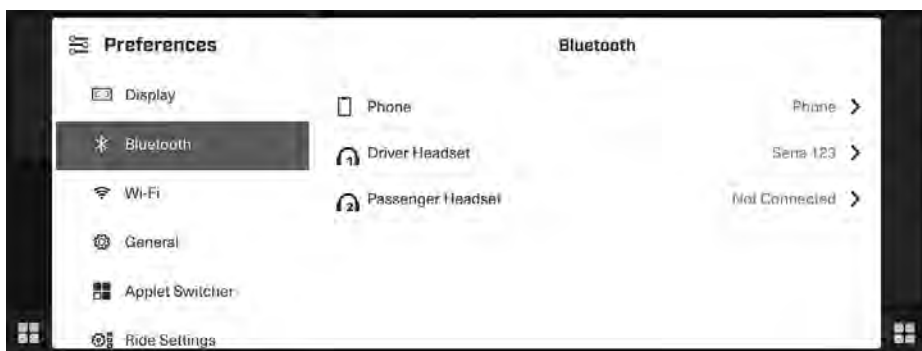 Preferences
Bluetooth
Display
Bluetooth
Wi-Fi
General
Applet Switcher
Ride Settings
Phone
Phone
Driver Headset
Sena 123
Passenger Headset
Not Connected